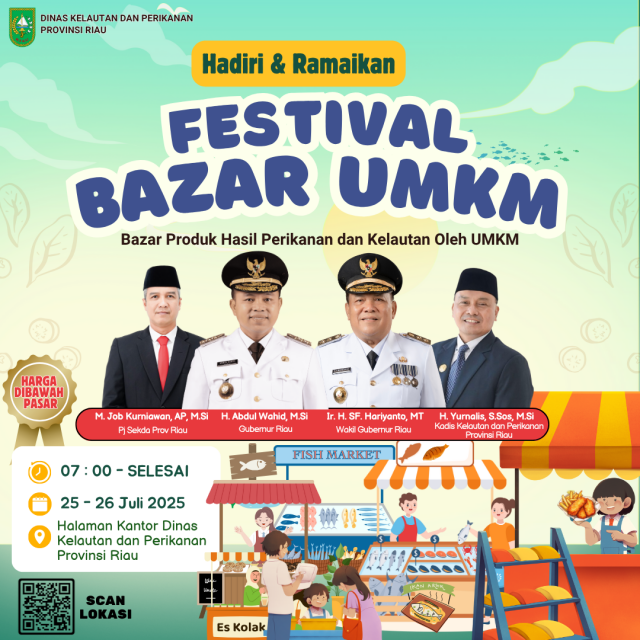 DINAS KELAUTAN DAN PERIKANAN
PROVINSI RIAU
Hadiri & Ramaikan
FESTIVAL
BAZAR UMKM
Bazar Produk Hasil Perikanan dan Kelautan Oleh UMKM
HARGA
DIBAWAH
PASAR
M. Job Kurniawan, AP, M.Si
Pj Sekda Prov Riau
H. Abdul Wahid, M.Si
Gubernur Riau
Ir. H. SF. Hariyanto, MT
Wakil Gubernur Riau
H. Yurnalis, S.Sos, M.Si
Kadis Kelautan dan Perikanan
Provinsi Riau
07 : 00 - SELESAI
25 - 26 Juli 2025
Halaman Kantor Dinas
Kelautan dan Perikanan
Provinsi Riau
SCAN
LOKASI
FISH MARKET
Es Kolak